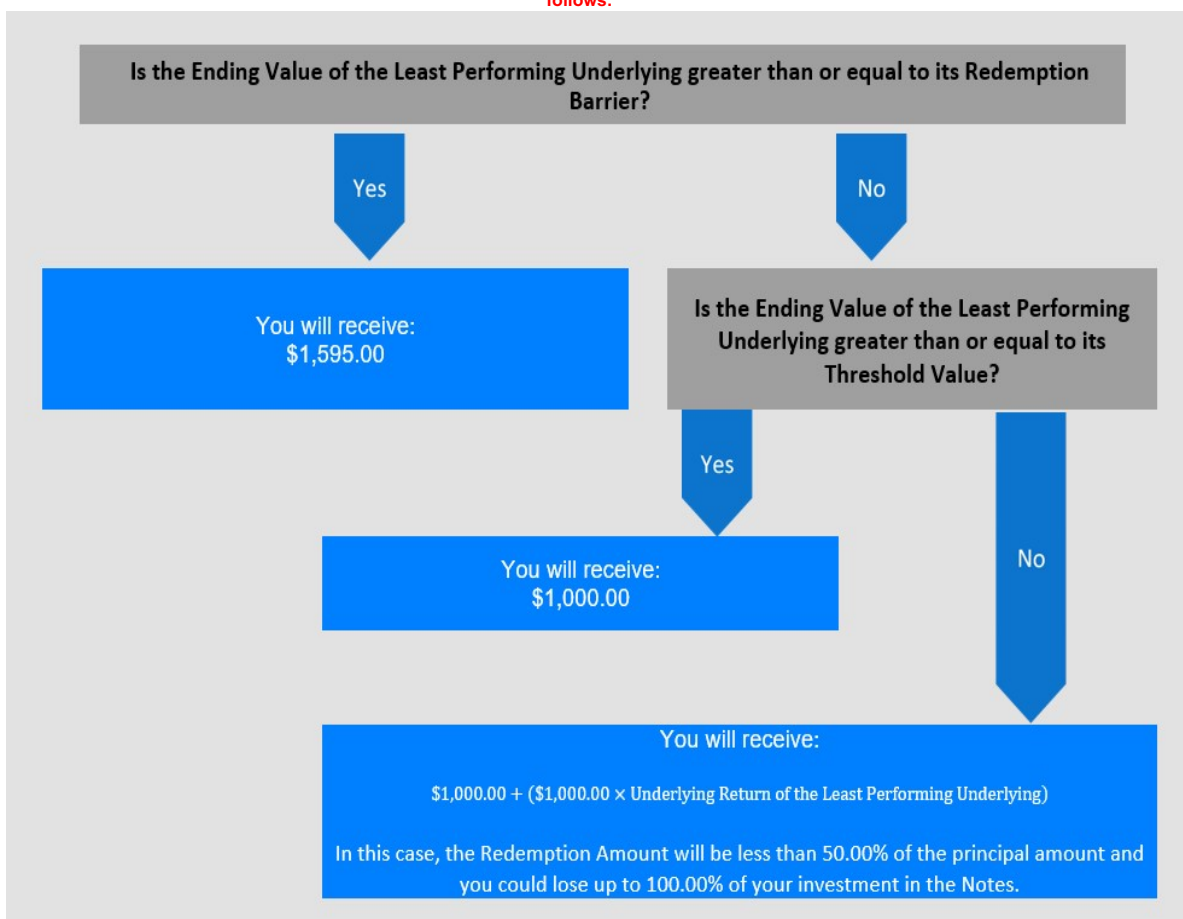 follows:
Is the Ending Value of the Least Performing Underlying greater than or equal to its Redemption
Barrier?
Yes
No
You will receive:
$1,595.00
Is the Ending Value of the Least Performing
Underlying greater than or equal to its
Threshold Value?
Yes
No
You will receive:
$1,000.00
You will receive:
$1,000.00 + ($1,000.00 × Underlying Return of the Least Performing Underlying)
In this case, the Redemption Amount will be less than 50.00% of the principal amount and
you could lose up to 100.00% of your investment in the Notes.